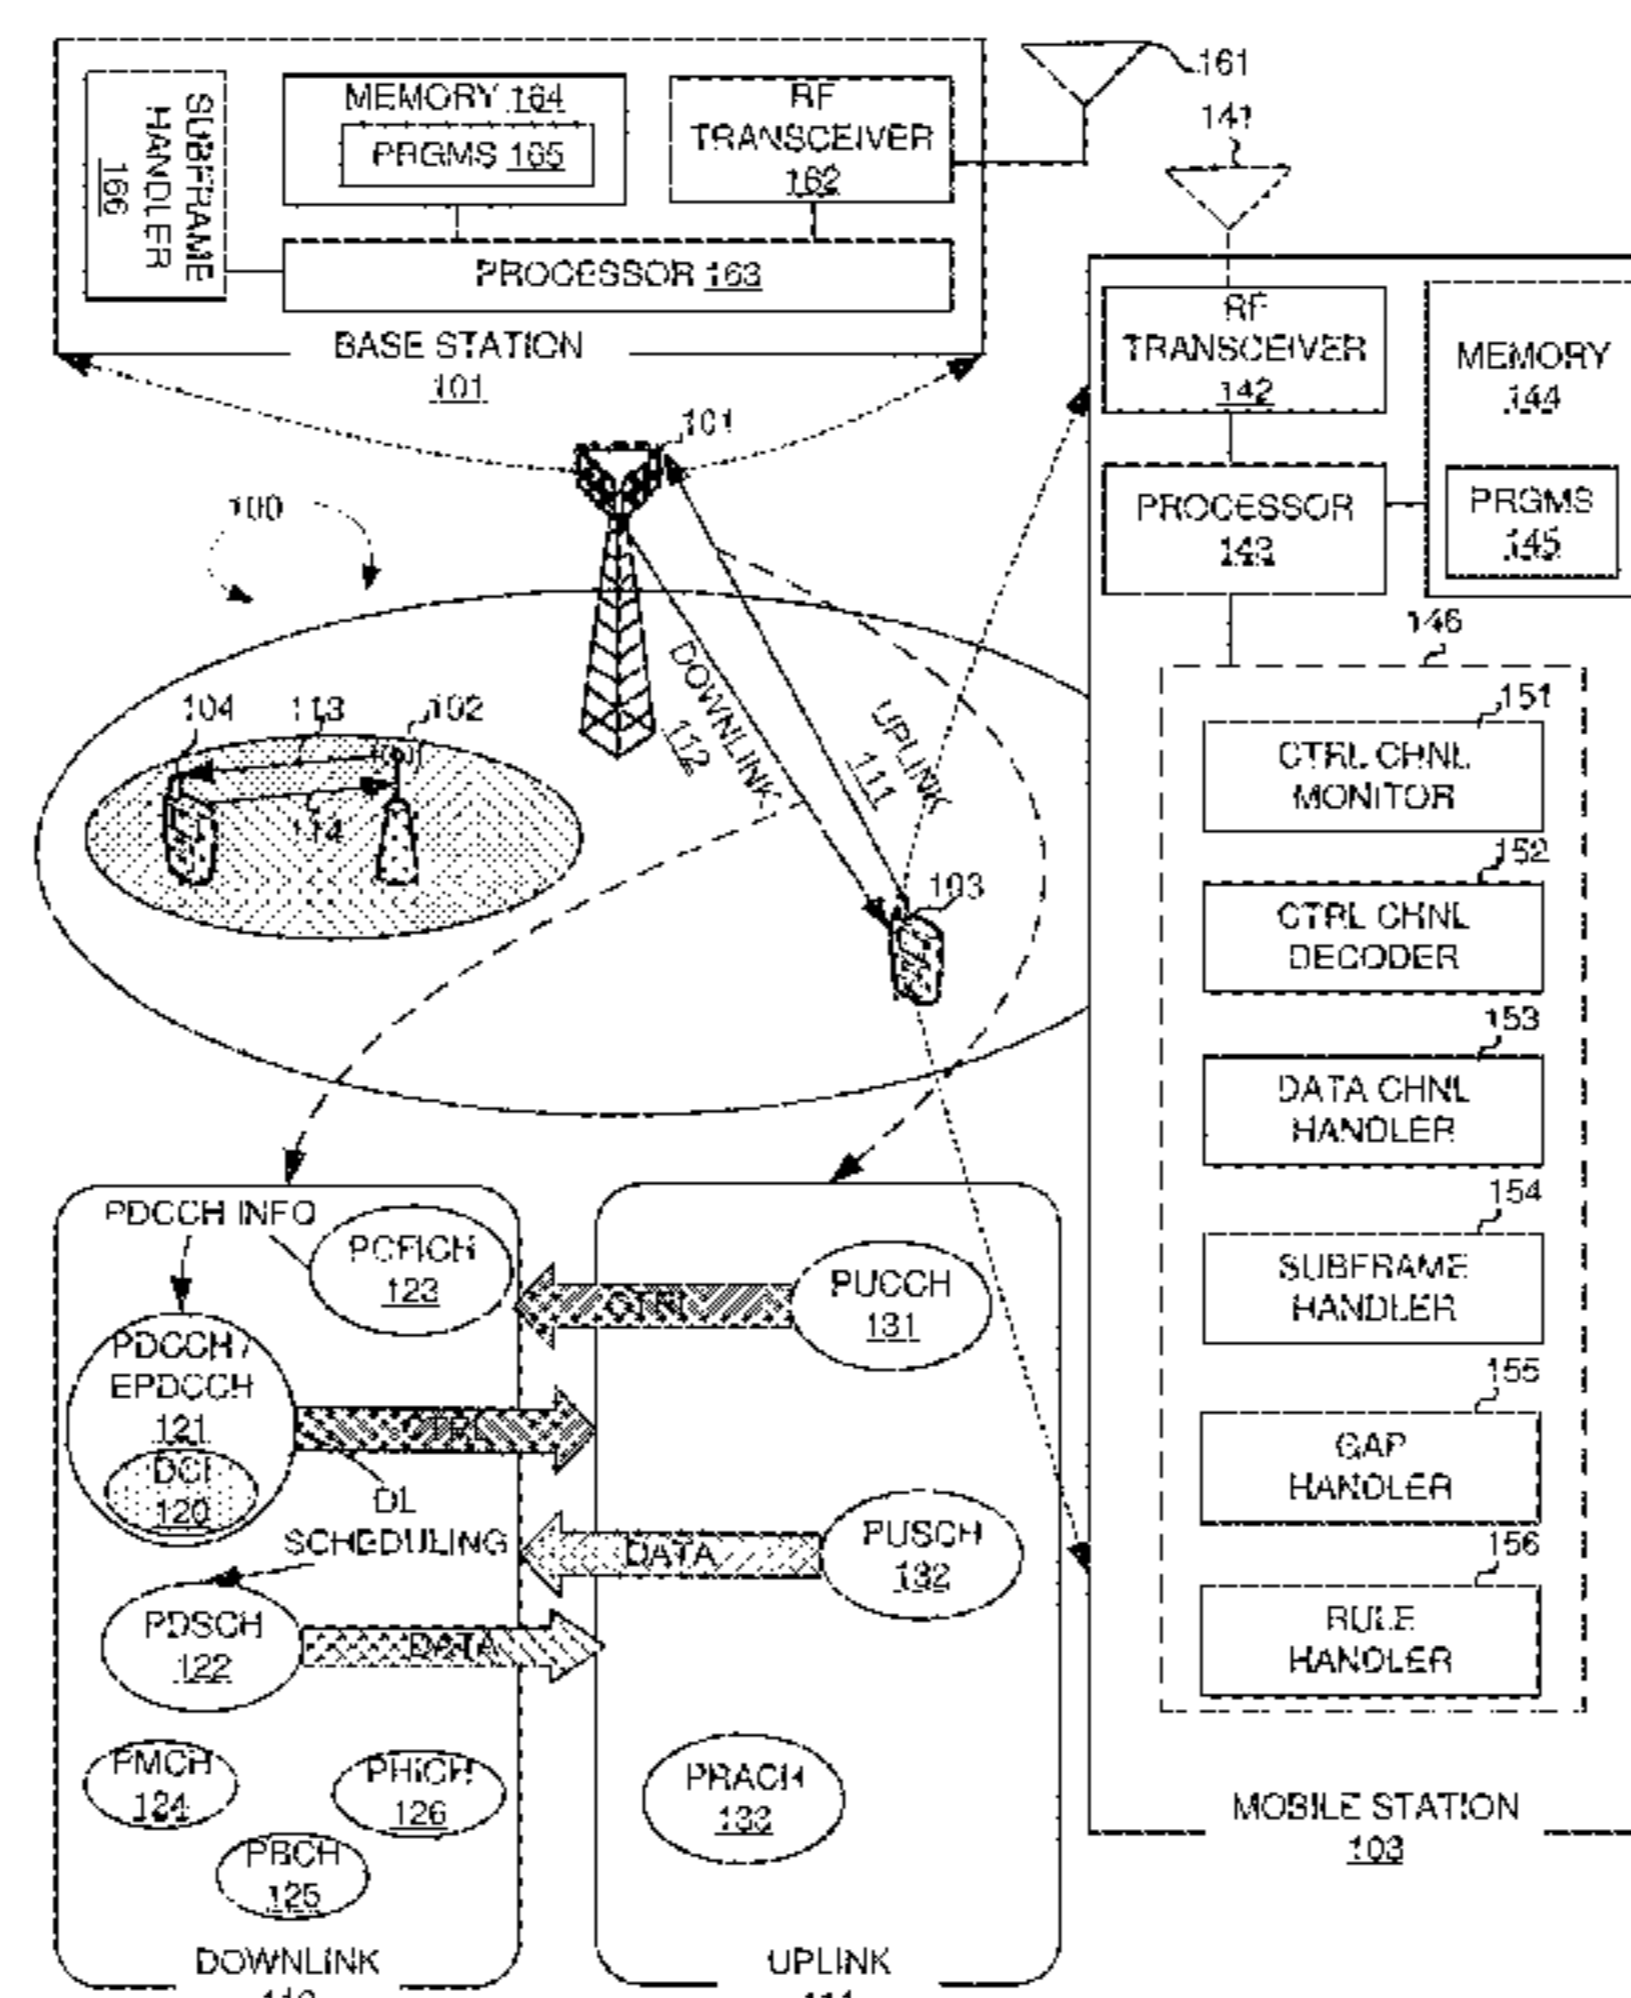 161
141
SUBFRAME
HANDLER
166
MEMORY 164
PRGMS 165
RF
TRANSCEIVER
162
PROCESSOR 163
BASE STATION
101
101
100
RF
TRANSCEIVER
142
MEMORY
144
PROCESSOR
143
PRGMS
145
146
104
113
102
114
DOWNLINK
112
UPLINK
111
103
151
CTRL CHNL
MONITOR
152
CTRL CHNL
DECODER
153
DATA CHNL
HANDLER
154
SUBFRAME
HANDLER
155
GAP
HANDLER
156
RULE
HANDLER
MOBILE STATION
103
PDCCH INFO
PCFICH
123
PDCCH /
EPDCCH
121
DCI
120
CTRL
DL
SCHEDULING
PDSCH
122
DATA
PMCH
124
PHICH
126
PBCH
125
DOWNLINK
PUCCH
131
CTRL
PUSCH
132
DATA
PRACH
133
UPLINK